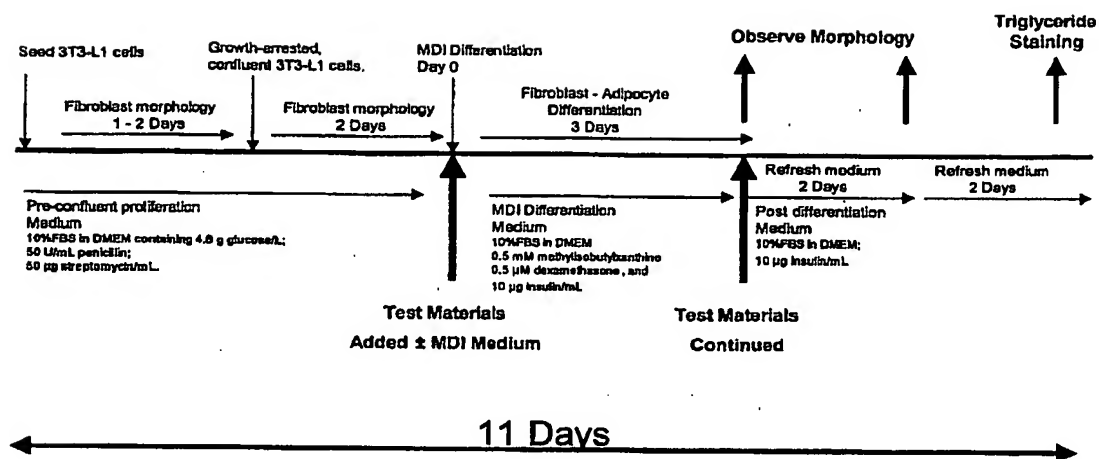 Seed 3T3-L1 cells
Growth-arrested,
confluent 3T3-L1 cells.
MDI Differentiation
Day 0
Observe Morphology
Triglyceride
Staining
Fibroblast morphology
1 - 2 Days
Fibroblast morphology
2 Days
Fibroblast - Adipocyte
Differentiation
3 Days
Refresh medium
2 Days
Refresh medium
2 Days
Pre-confluent proliferation
Medium
10%FBS in DMEM containing 4.6 g glucose/L;
50 U/mL penicilin;
50 µg streptomycin/mL.
MDI Differentiation
Medium
10%FBS in DMEM
0.5 mM methylisobutylxanthine
0.5 µM dexamethasone, and
10 µg insulin/mL
Post differentiation
Medium
10%FBS in DMEM;
10 µg insulin/mL
Test Materials
Added ± MDI Medium
Test Materials
Continued
11 Days